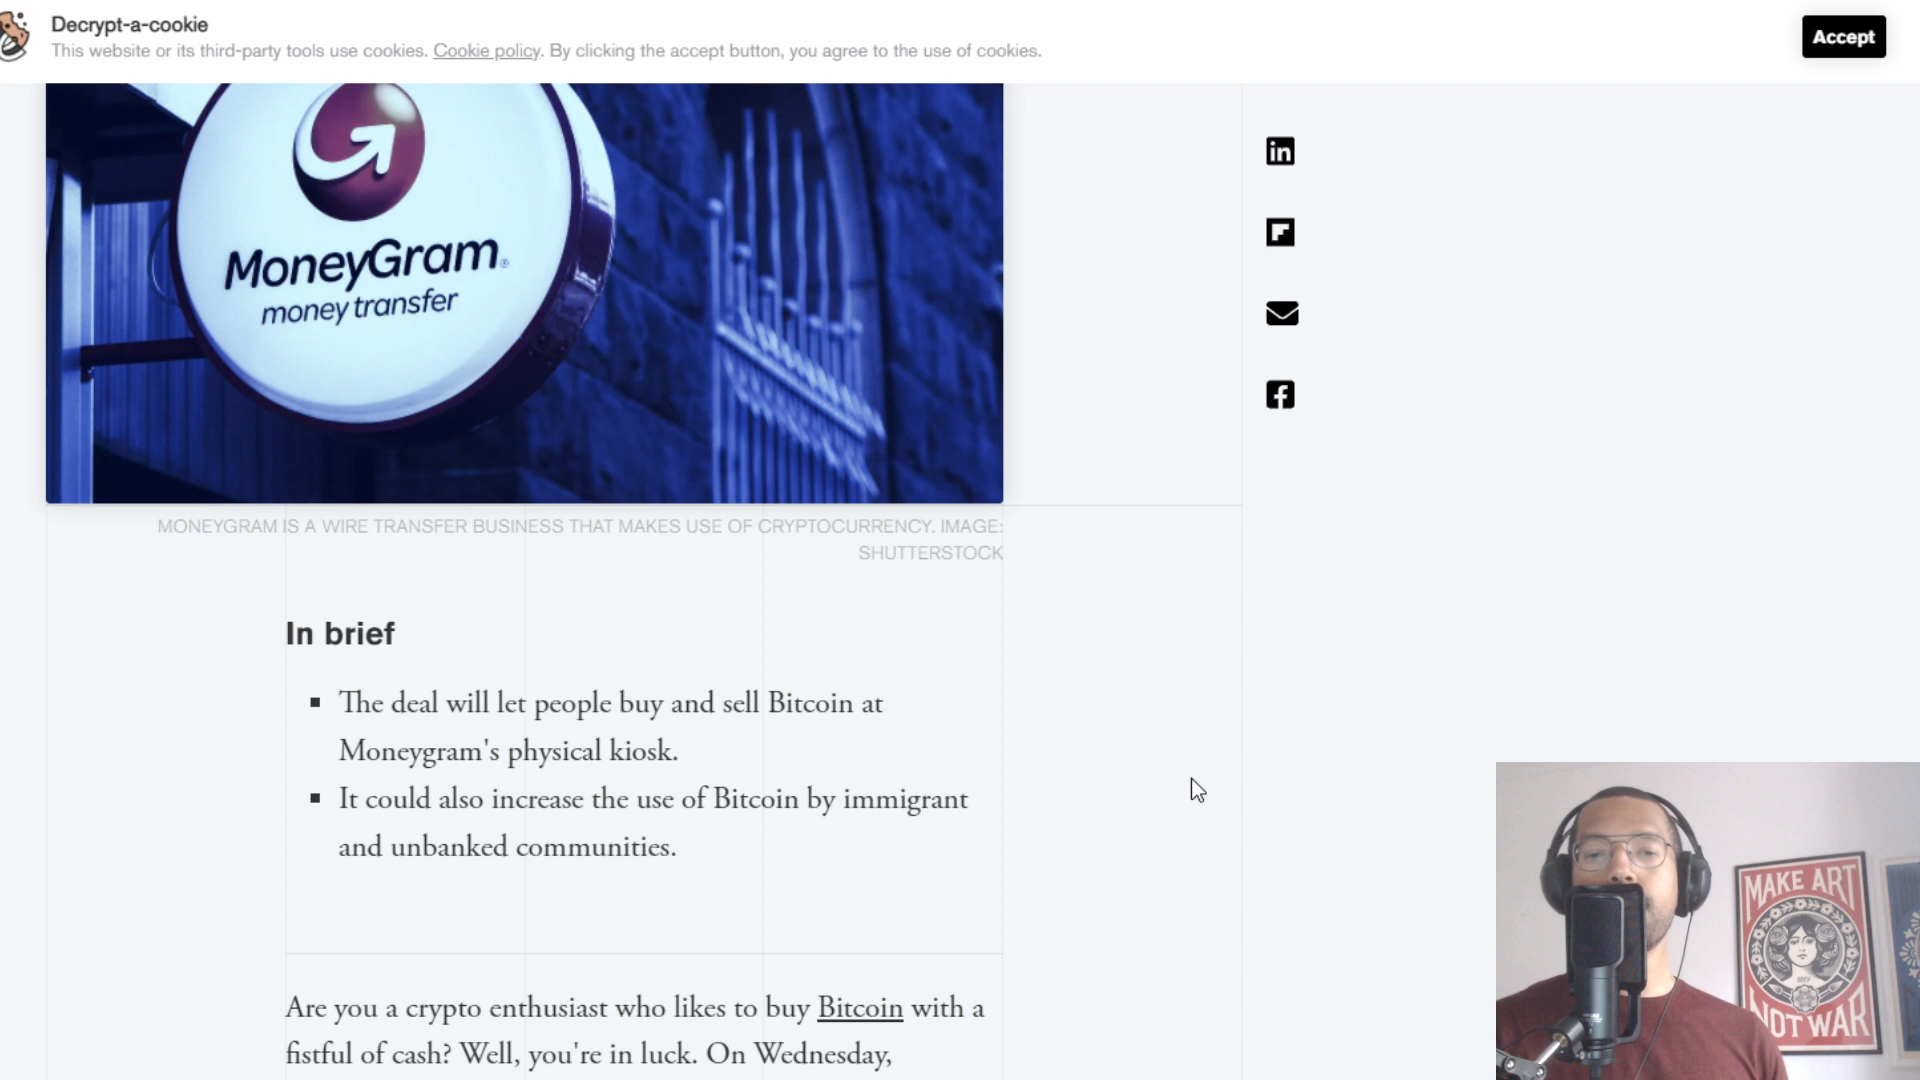 Decrypt-a-cookie
This website or its third-party tools use cookies. Cookie policy. By clicking the accept button, you agree to the use of cookies.
Accept
MoneyGram®
money transfer
MONEYGRAM IS A WIRE TRANSFER BUSINESS THAT MAKES USE OF CRYPTOCURRENCY. IMAGE:
SHUTTERSTOCK
In brief
The deal will let people buy and sell Bitcoin at
Moneygram's physical kiosk.
It could also increase the use of Bitcoin by immigrant
and unbanked communities.
Are you a crypto enthusiast who likes to buy Bitcoin with a
fistful of cash? Well, you're in luck. On Wednesday,
MAKE ART
NOT WAR